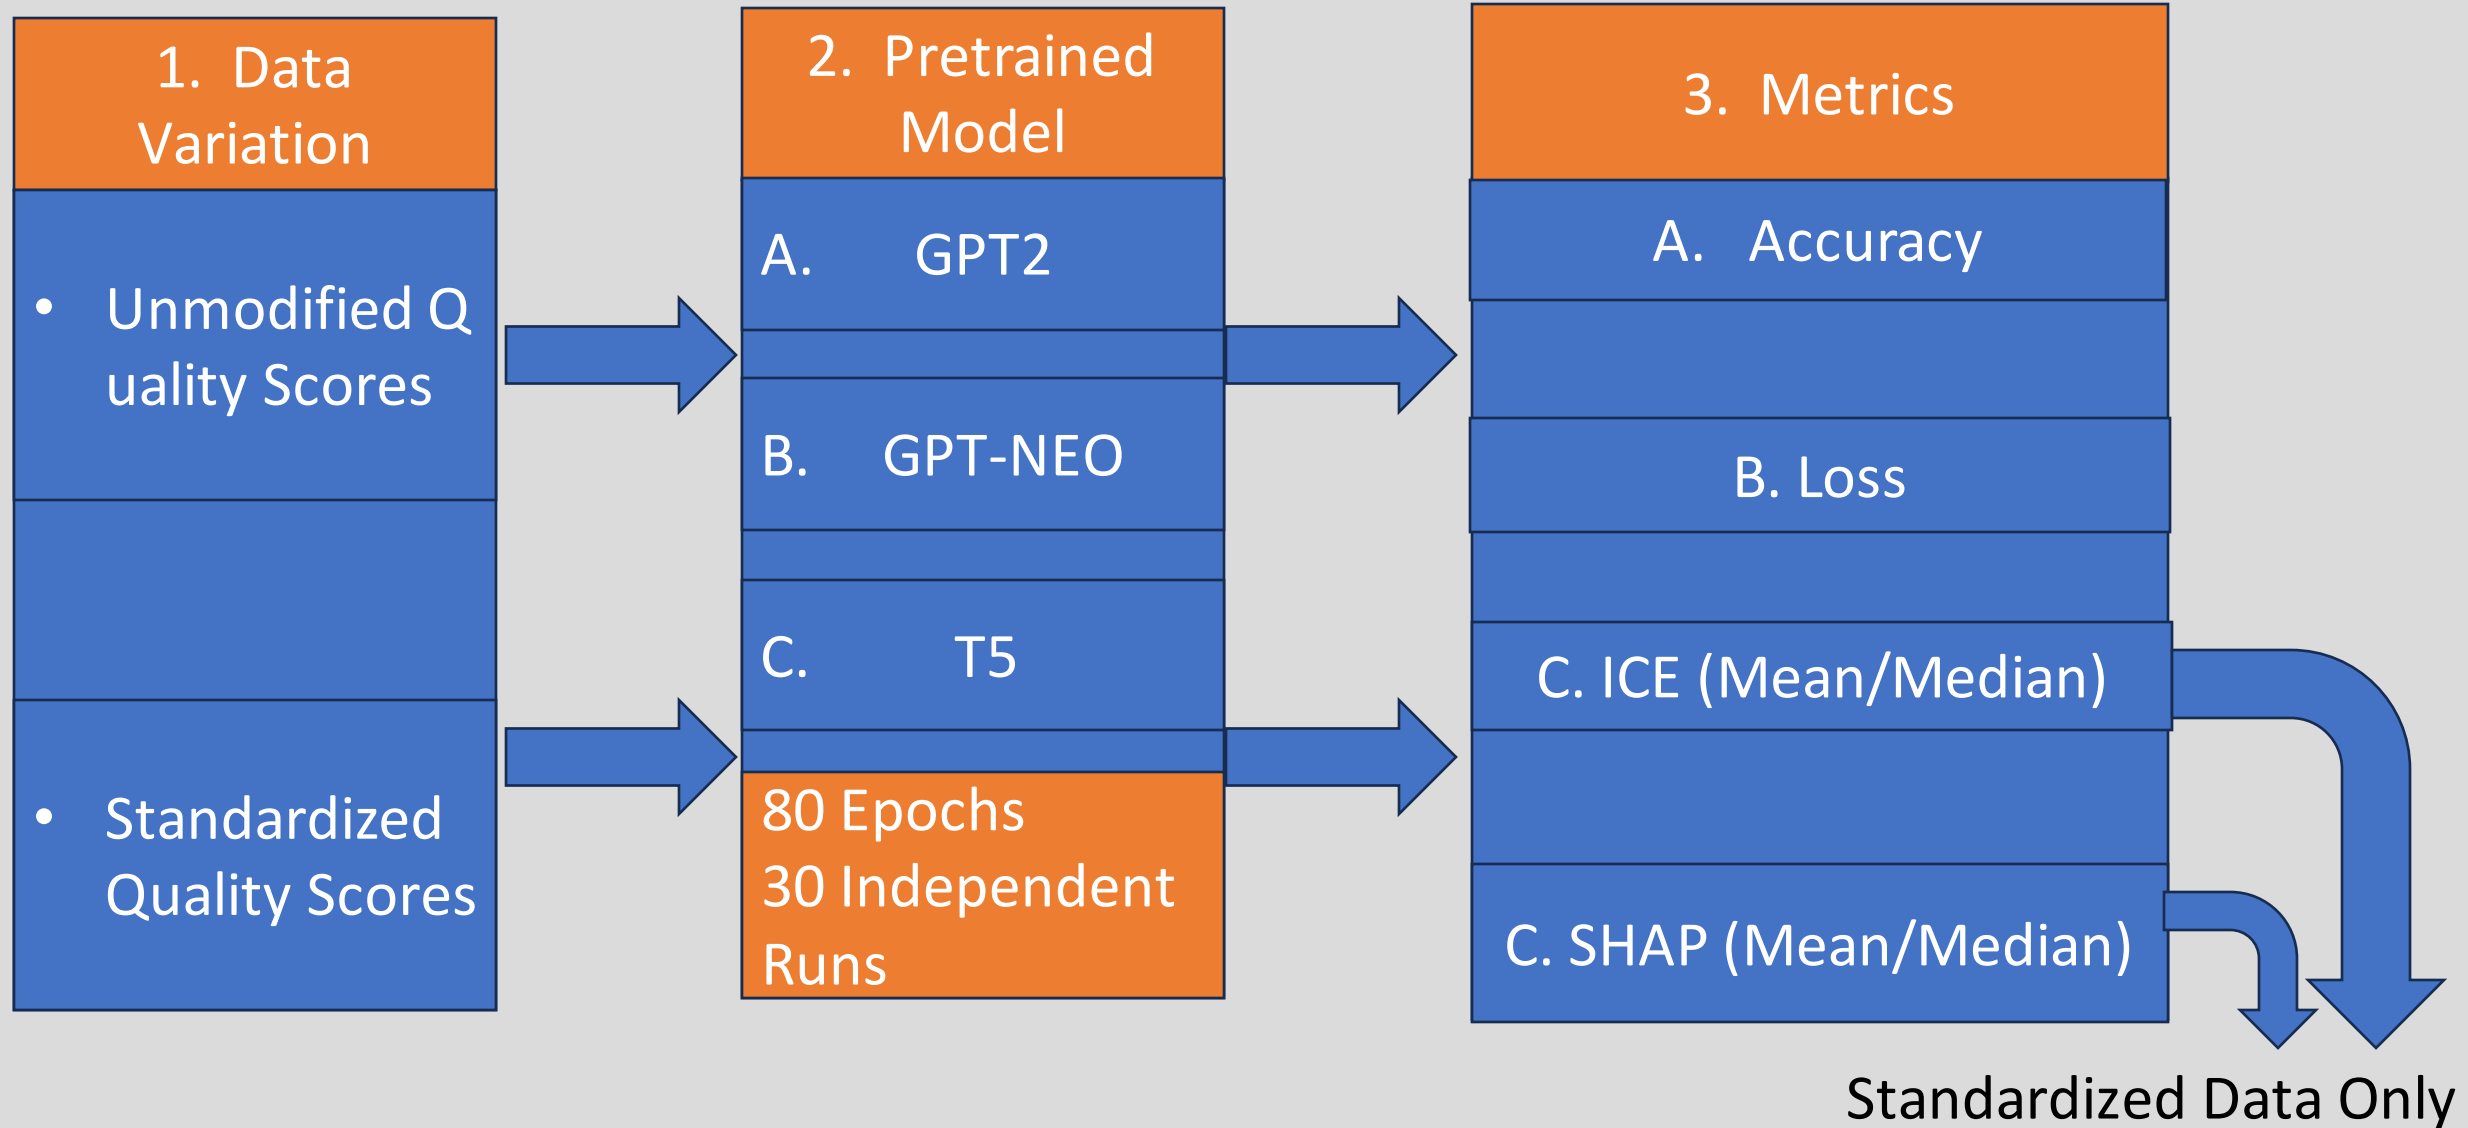 1. Data
Variation
• Unmodified Q
uality Scores
• Standardized
Quality Scores
2. Pretrained
Model
A. GPT2
B. GPT-NEO
C. T5
80 Epochs
30 Independent
Runs
3. Metrics
A. Accuracy
B. Loss
C. ICE (Mean/Median)
C. SHAP (Mean/Median)
Standardized Data Only